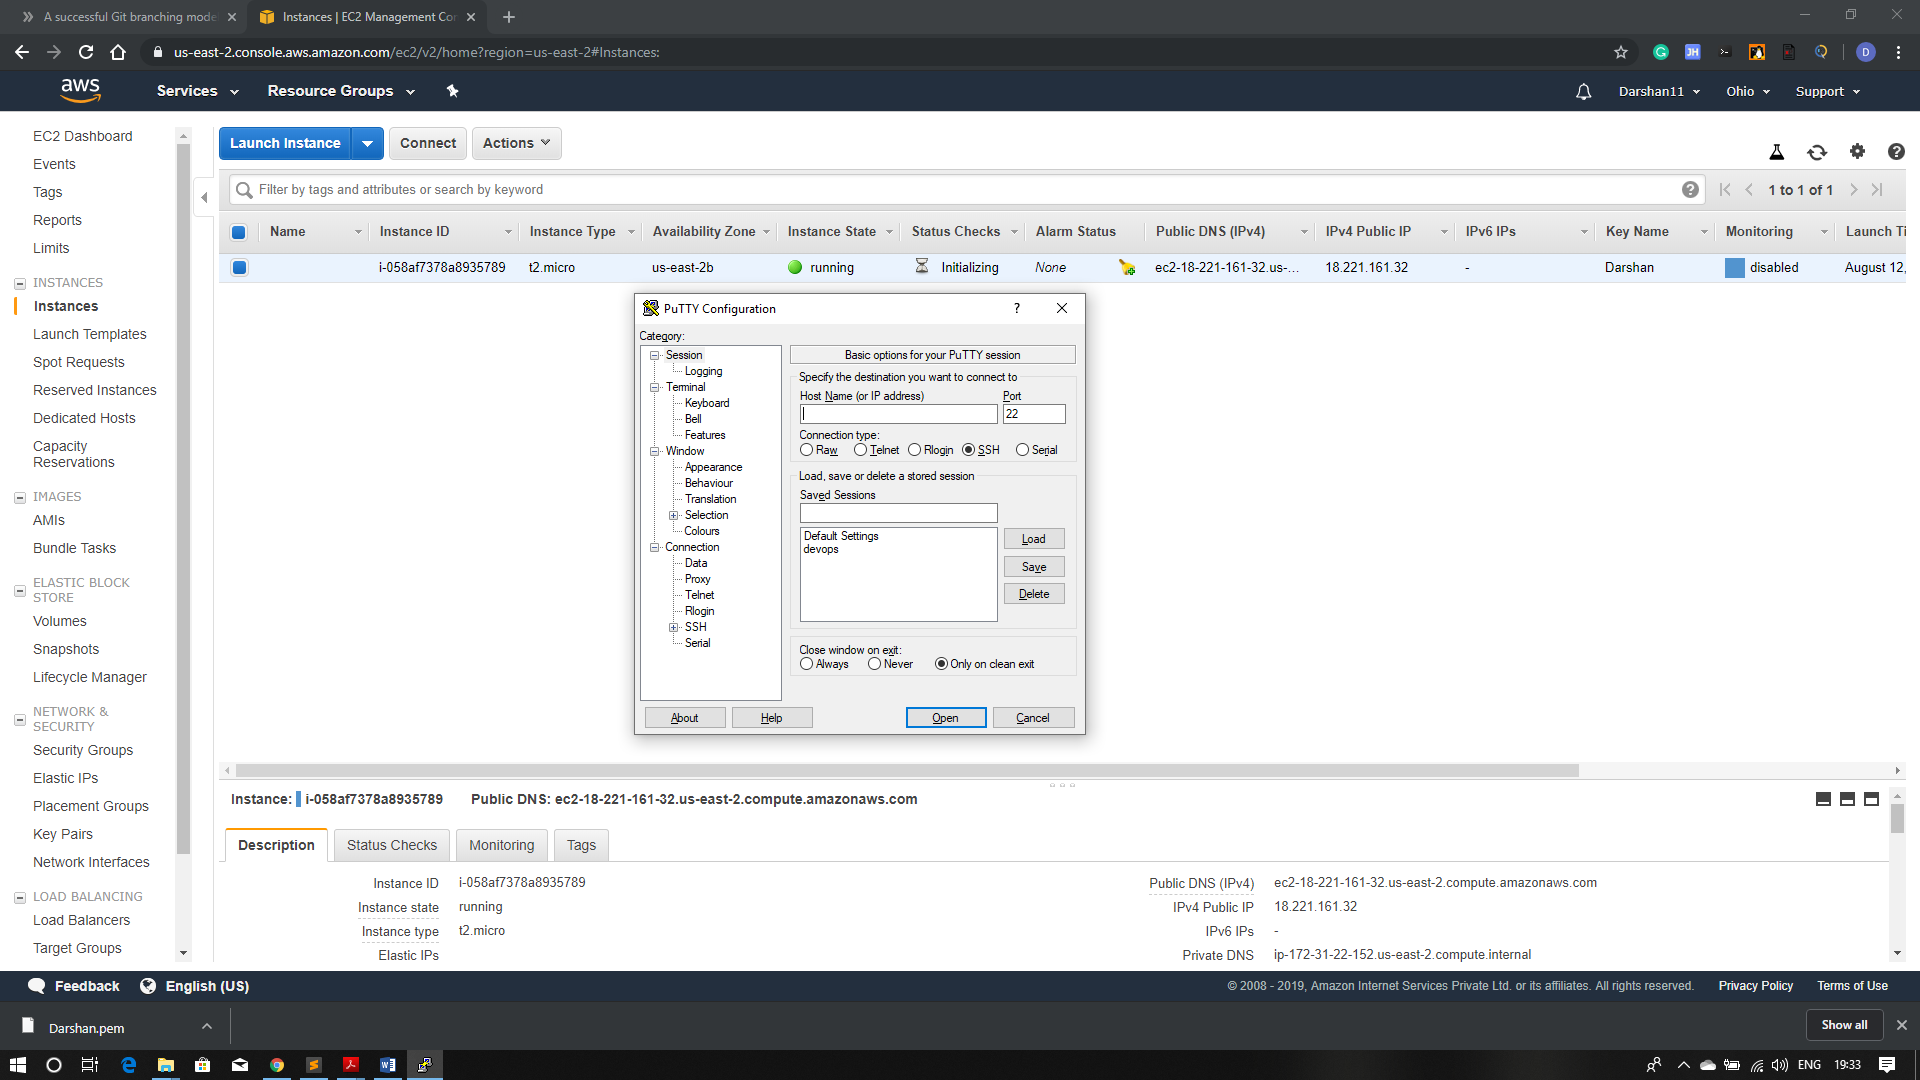 A successful Git branching mode
Instances | EC2 Management Cor
us-east-2.console.aws.amazon.com/ec2/v2/home?region=us-east-2#Instances:
JH
D
aws
Services
Resource Groups
Darshan11
Ohio
Support
EC2 Dashboard
Events
Tags
Reports
Limits
INSTANCES
Instances
Launch Templates
Spot Requests
Reserved Instances
Dedicated Hosts
Capacity
Reservations
IMAGES
AMIs
Bundle Tasks
ELASTIC BLOCK
STORE
Volumes
Snapshots
Lifecycle Manager
NETWORK &
SECURITY
Security Groups
Elastic IPs
Placement Groups
Key Pairs
Network Interfaces
LOAD BALANCING
Load Balancers
Target Groups
Launch Instance
Connect
Actions
Filter by tags and attributes or search by keyword
1 to 1 of 1
Name Instance ID Instance Type Availability Zone Instance State Status Checks Alarm Status Public DNS (IPv4) IPv4 Public IP IPv6 IPs Key Name Monitoring Launch Ti
i-058af7378a8935789 t2.micro us-east-2b running Initializing None ec2-18-221-161-32.us-... 18.221.161.32 - Darshan disabled August 12,
PuTTY Configuration
?
Category:
Session
Logging
Terminal
Keyboard
Bell
Features
Window
Appearance
Behaviour
Translation
Selection
Colours
Connection
Data
Proxy
Telnet
Rlogin
SSH
Serial
Basic options for your PuTTY session
Specify the destination you want to connect to
Host Name (or IP address) Port
22
Connection type:
Raw Telnet Rlogin SSH Serial
Load, save or delete a stored session
Saved Sessions
Default Settings
devops
Load
Save
Delete
Close window on exit:
Always Never Only on clean exit
About
Help
Open
Cancel
Instance: i-058af7378a8935789 Public DNS: ec2-18-221-161-32.us-east-2.compute.amazonaws.com
Description
Status Checks
Monitoring
Tags
Instance ID i-058af7378a8935789
Instance state running
Instance type t2.micro
Elastic IPs
Public DNS (IPv4) ec2-18-221-161-32.us-east-2.compute.amazonaws.com
IPv4 Public IP 18.221.161.32
IPv6 IPs -
Private DNS ip-172-31-22-152.us-east-2.compute.internal
Feedback
English (US)
© 2008 - 2019, Amazon Internet Services Private Ltd. or its affiliates. All rights reserved.
Privacy Policy
Terms of Use
Darshan.pem
Show all
ENG
19:33